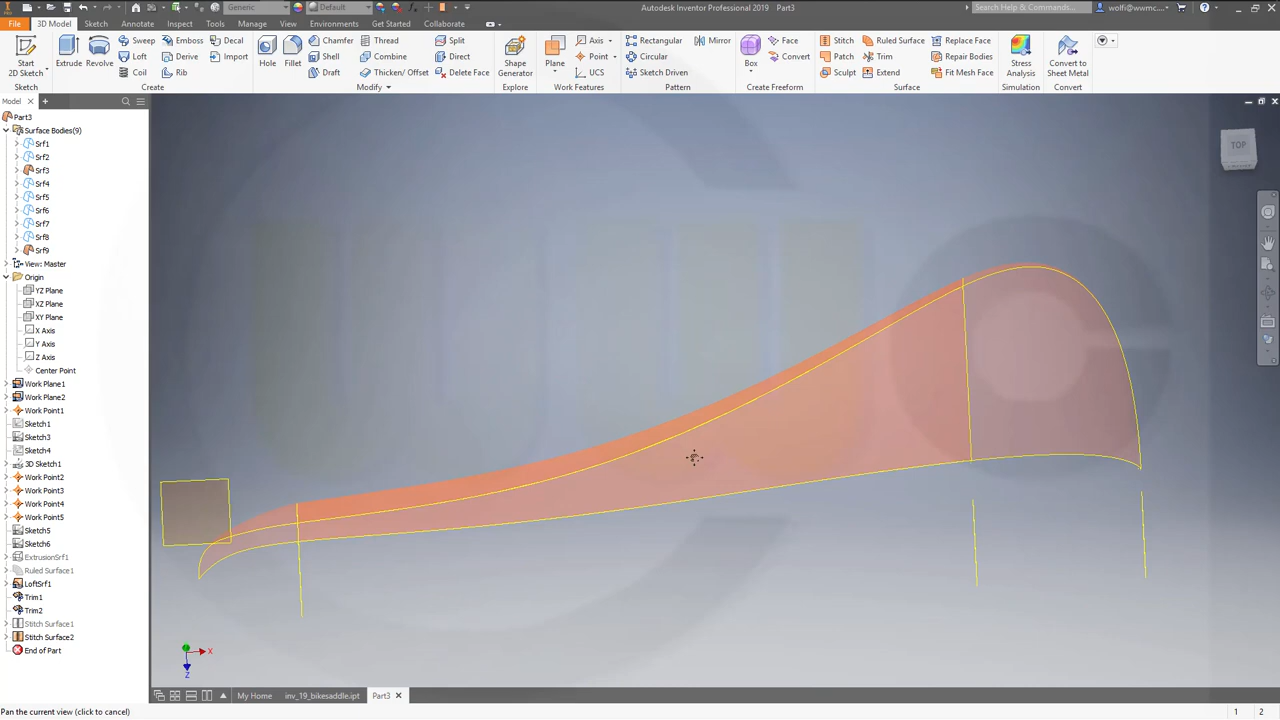 Autodesk Inventor Professional 2019 Part3
Generic
Default
Search Help & Commands...
wolfi@wwmc...
File 3D Model Sketch Annotate Inspect Tools Manage View Environments Get Started Collaborate
Start
2D Sketch
Extrude
Revolve
Sweep
Loft
Coil
Emboss
Derive
Rib
Decal
Import
Hole
Fillet
Chamfer
Shell
Draft
Thread
Combine
Thicken/ Offset
Split
Direct
Delete Face
Shape
Generator
Plane
Axis
Point
UCS
Rectangular
Circular
Sketch Driven
Mirror
Box
Face
Convert
Stitch
Patch
Sculpt
Ruled Surface
Trim
Extend
Replace Face
Repair Bodies
Fit Mesh Face
Stress
Analysis
Convert to
Sheet Metal
Sketch Create Modify Explore Work Features Pattern Create Freeform Surface Simulation Convert
Model
Part3
Surface Bodies(9)
Srf1
Srf2
Srf3
Srf4
Srf5
Srf6
Srf7
Srf8
Srf9
View: Master
Origin
YZ Plane
XZ Plane
XY Plane
X Axis
Y Axis
Z Axis
Center Point
Work Plane1
Work Plane2
Work Point1
Sketch1
Sketch3
Sketch4
3D Sketch1
Work Point2
Work Point3
Work Point4
Work Point5
Sketch5
Sketch6
ExtrusionSrf1
Ruled Surface1
LoftSrf1
Trim1
Trim2
Stitch Surface1
Stitch Surface2
End of Part
TOP
X
Z
My Home inv_19_bikesaddle.ipt Part3
Pan the current view (click to cancel) 1 2